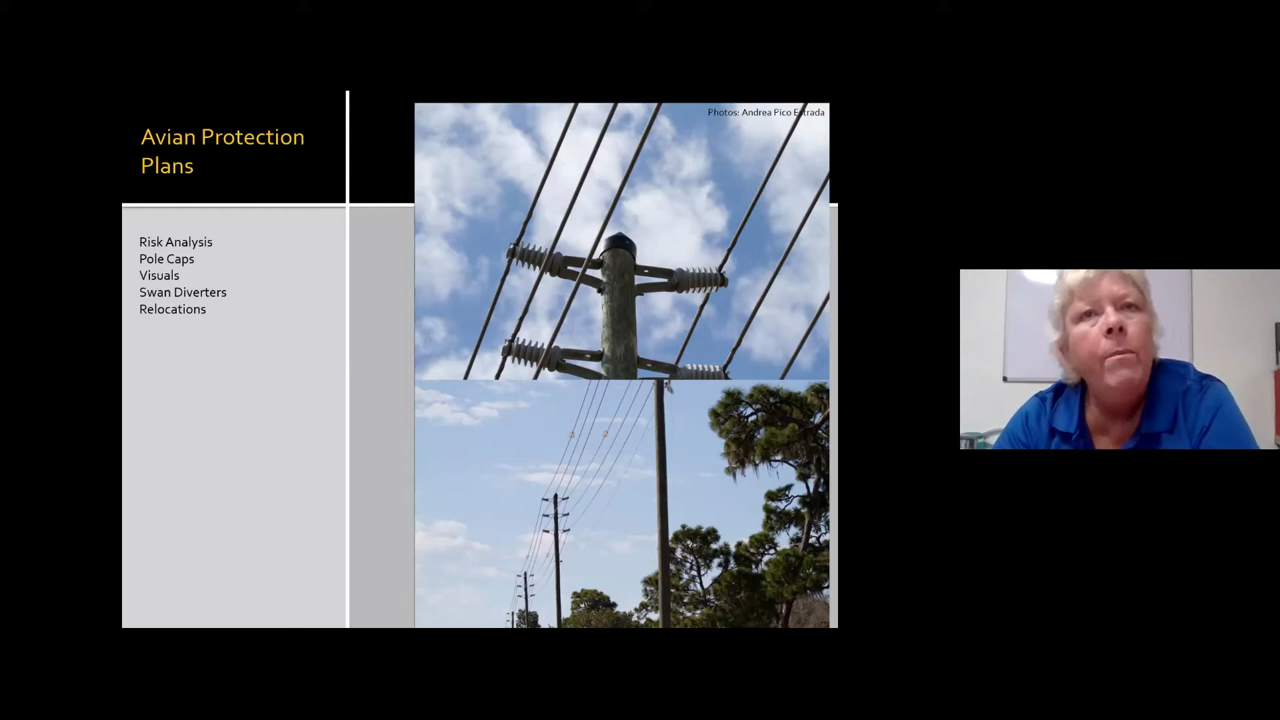 Avian Protection
Plans
Photos: Andrea Pico Estrada
Risk Analysis
Pole Caps
Visuals
Swan Diverters
Relocations